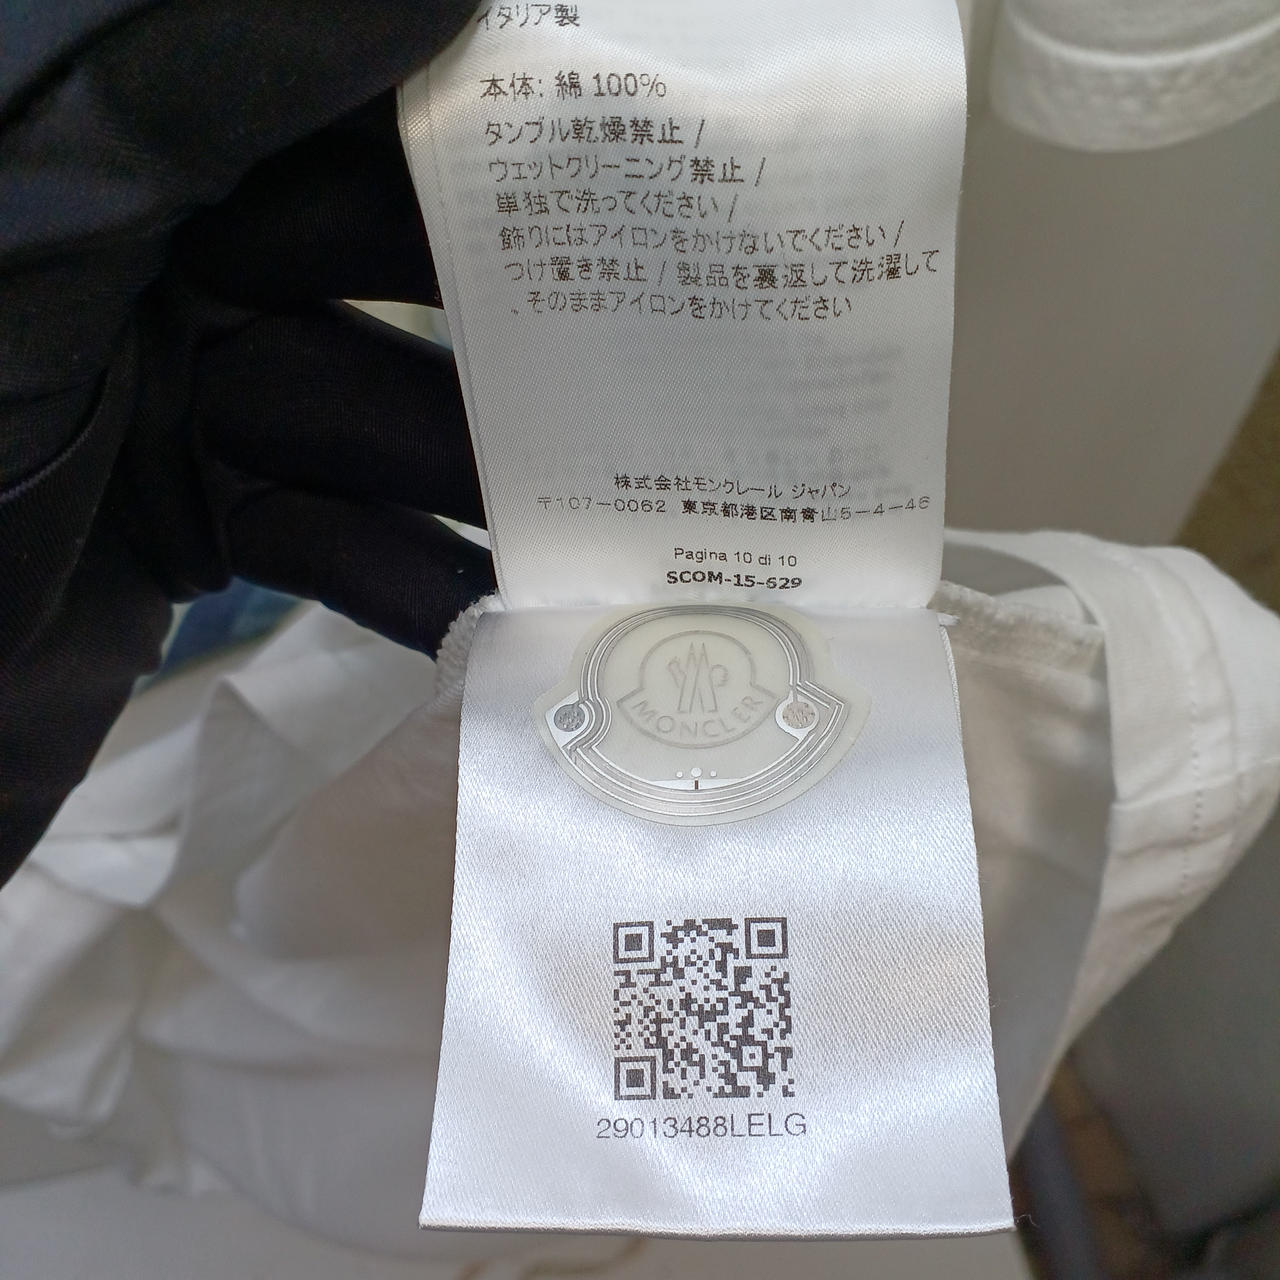 イタリア製
本体: 綿 100%
タンブル乾燥禁止 /
ウェットクリーニング禁止 /
単独で洗ってください /
飾りにはアイロンをかけないでください /
つけ置き禁止 / 製品を裏返して洗濯して
、そのままアイロンをかけてください
株式会社モンクレール ジャパン
〒107-0062 東京都港区南青山5-4-46
Pagina 10 di 10
SCOM-15-629
MONCLER
29013488LELG